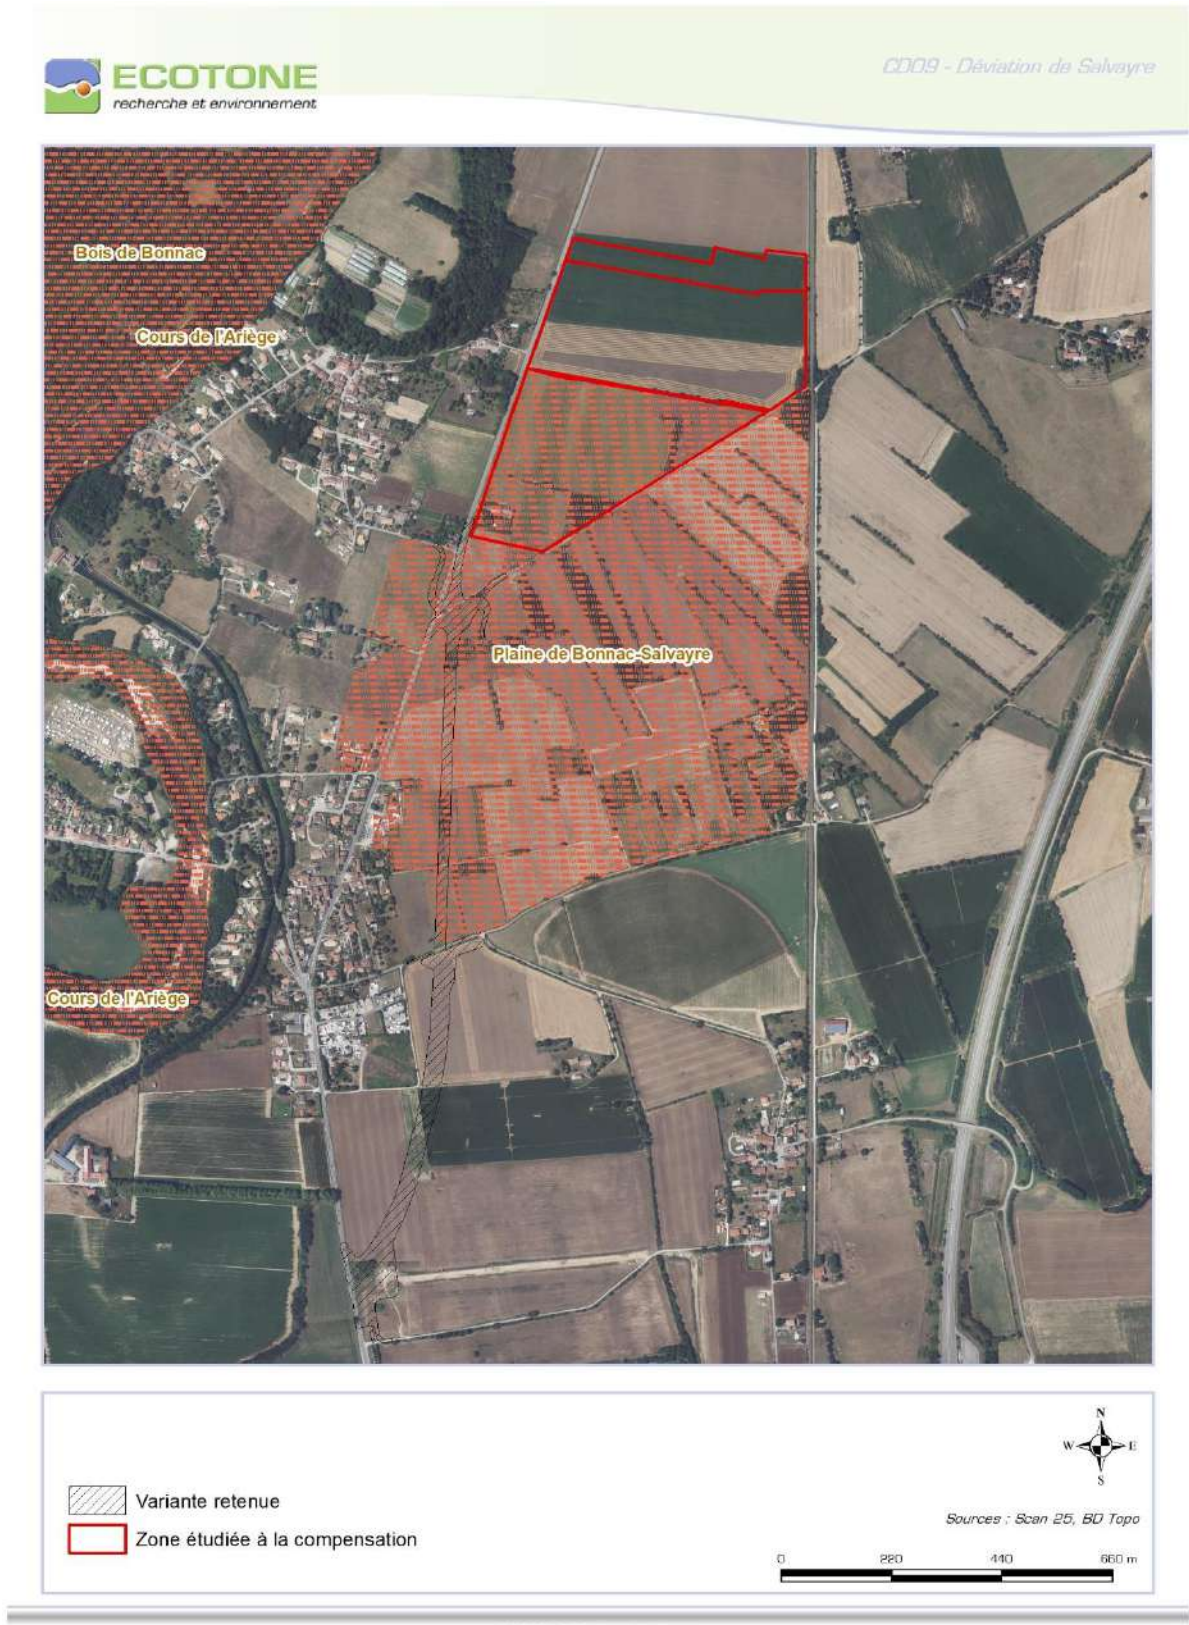 ECOTONE
recherche et environnement
CD09 - Déviation de Salvayre
Bois de Bonnac
Cours de l'Ariège
Plaine de Bonnac-Salvayre
Cours de l'Ariège
N
W E
S
Variante retenue
Zone étudiée à la compensation
Sources : Scan 25, BD Topo
0 220 440 660 m